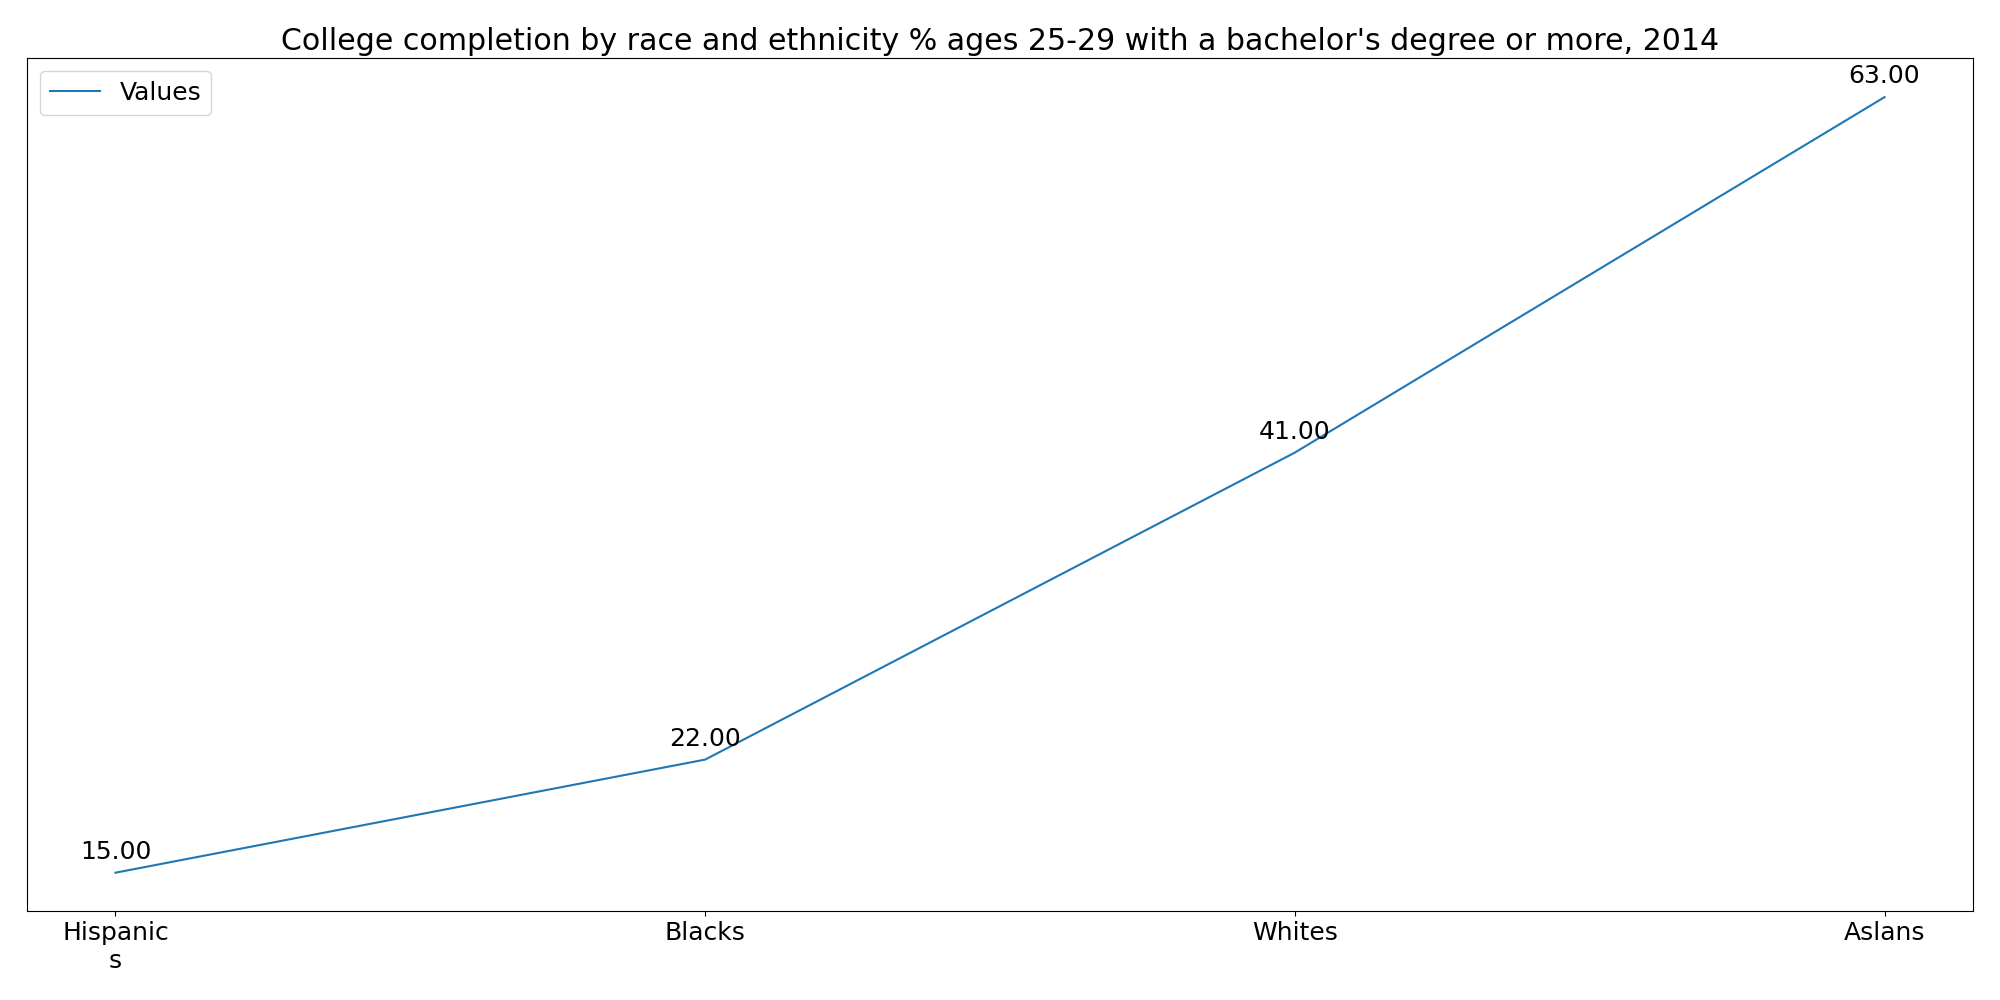 College completion by race and ethnicity % ages 25-29 with a bachelor's degree or more, 2014
Values
63.00
41.00
22.00
15.00
Hispanic
s
Blacks
Whites
Aslans